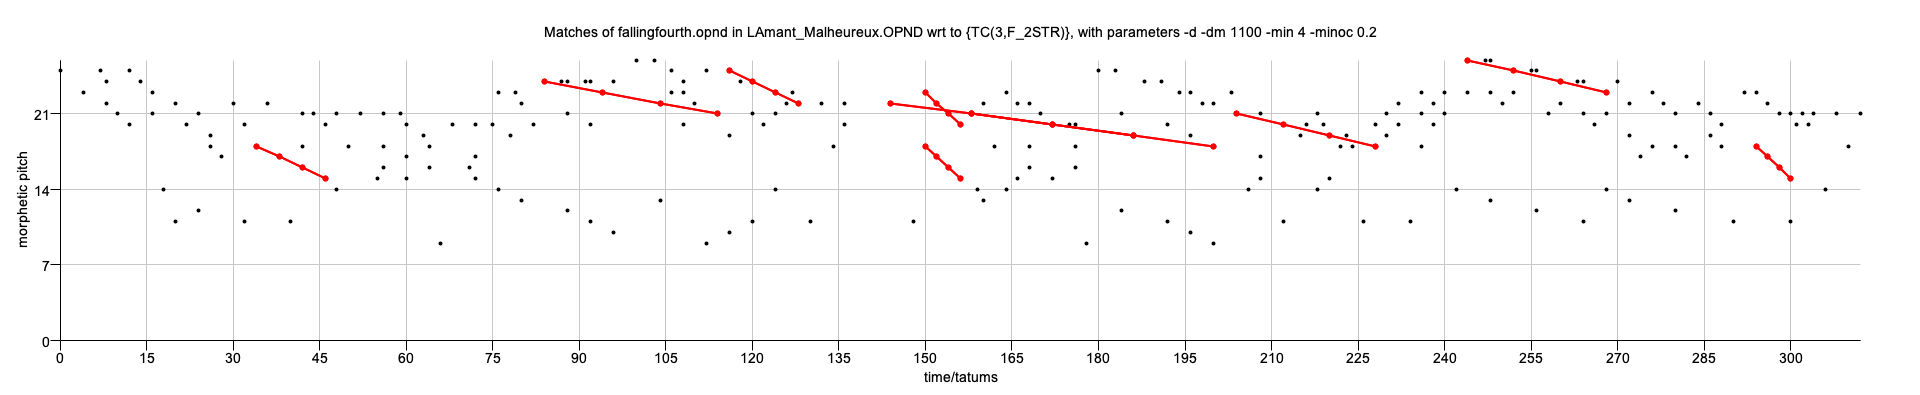 Matches of fallingfourth.opnd in LAmant_Malheureux.OPND wrt to {TC(3,F_2STR)}, with parameters -d -dm 1100 -min 4 -minoc 0.2
morphetic pitch
21
14
7
0
0 15 30 45 60 75 90 105 120 135 150 165 180 195 210 225 240 255 270 285 300
time/tatums